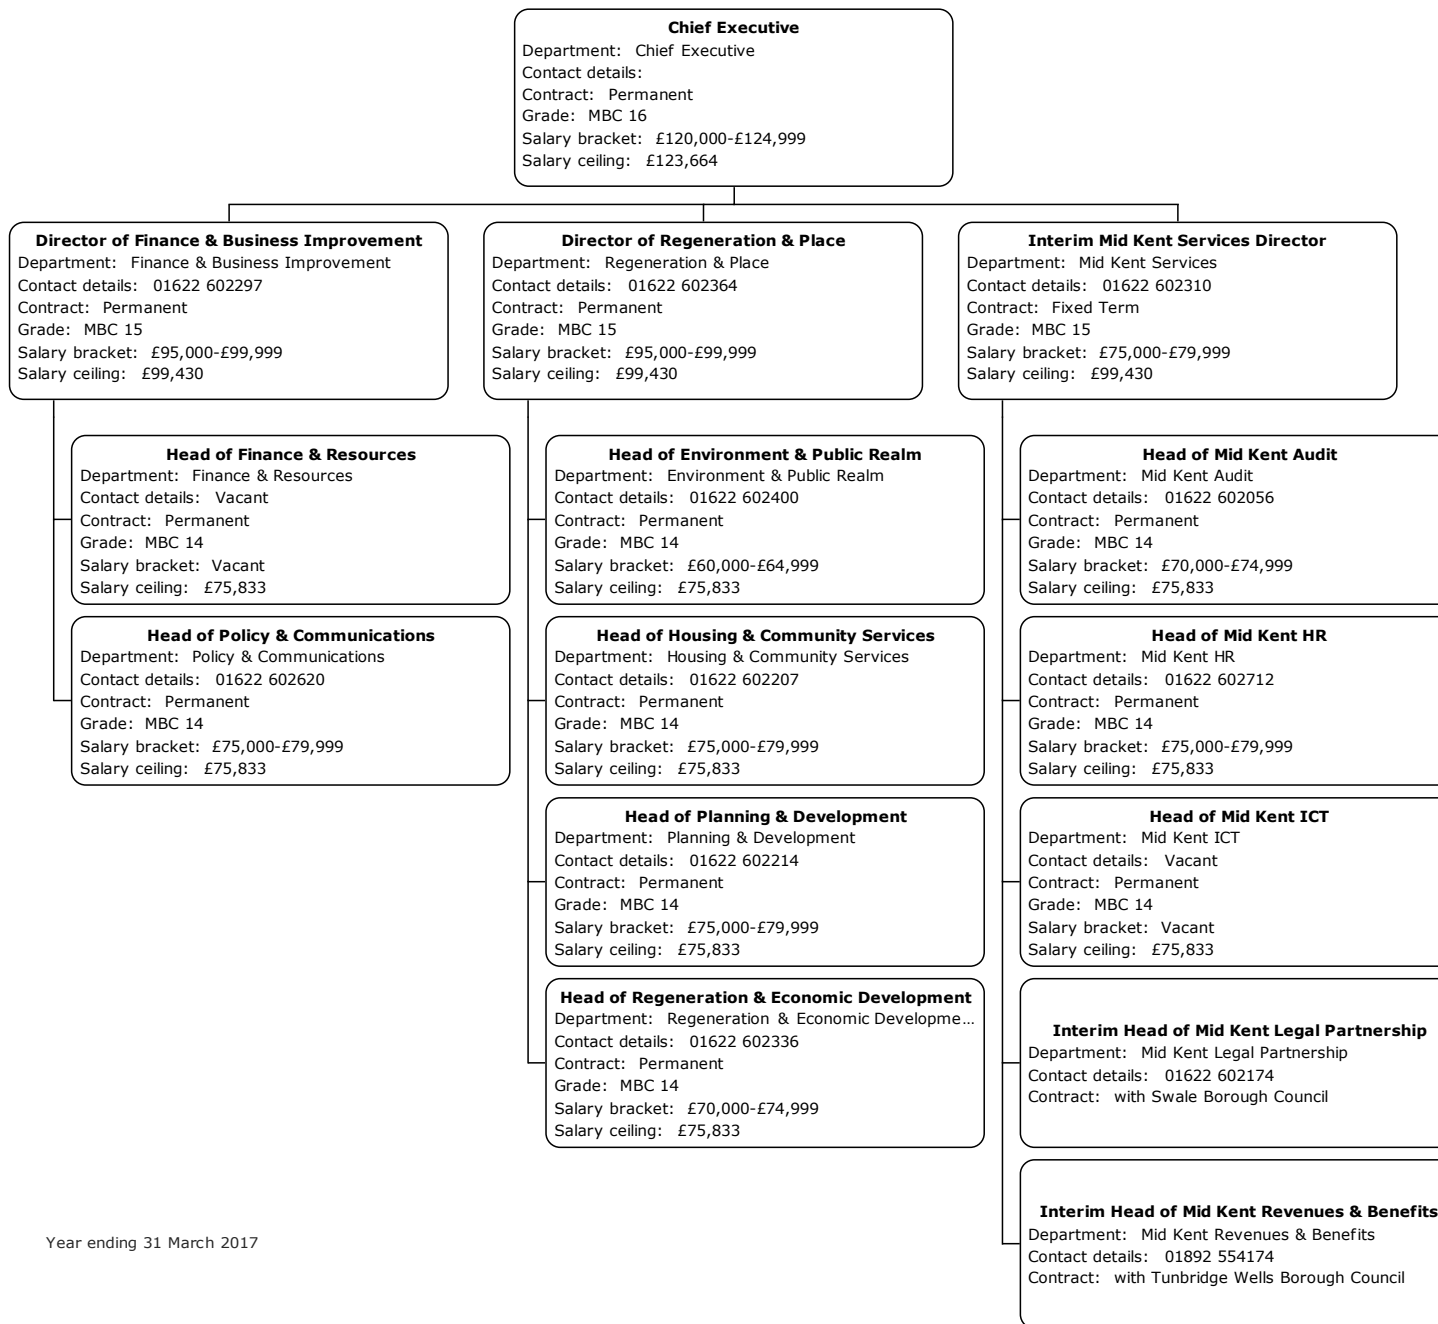 Chief Executive
Department: Chief Executive
Contact details:
Contract: Permanent
Grade: MBC 16
Salary bracket: £120,000-£124,999
Salary ceiling: £123,664
Director of Finance & Business Improvement
Department: Finance & Business Improvement
Contact details: 01622 602297
Contract: Permanent
Grade: MBC 15
Salary bracket: £95,000-£99,999
Salary ceiling: £99,430
Director of Regeneration & Place
Department: Regeneration & Place
Contact details: 01622 602364
Contract: Permanent
Grade: MBC 15
Salary bracket: £95,000-£99,999
Salary ceiling: £99,430
Interim Mid Kent Services Director
Department: Mid Kent Services
Contact details: 01622 602310
Contract: Fixed Term
Grade: MBC 15
Salary bracket: £75,000-£79,999
Salary ceiling: £99,430
Head of Finance & Resources
Department: Finance & Resources
Contact details: Vacant
Contract: Permanent
Grade: MBC 14
Salary bracket: Vacant
Salary ceiling: £75,833
Head of Policy & Communications
Department: Policy & Communications
Contact details: 01622 602620
Contract: Permanent
Grade: MBC 14
Salary bracket: £75,000-£79,999
Salary ceiling: £75,833
Head of Environment & Public Realm
Department: Environment & Public Realm
Contact details: 01622 602400
Contract: Permanent
Grade: MBC 14
Salary bracket: £60,000-£64,999
Salary ceiling: £75,833
Head of Housing & Community Services
Department: Housing & Community Services
Contact details: 01622 602207
Contract: Permanent
Grade: MBC 14
Salary bracket: £75,000-£79,999
Salary ceiling: £75,833
Head of Planning & Development
Department: Planning & Development
Contact details: 01622 602214
Contract: Permanent
Grade: MBC 14
Salary bracket: £75,000-£79,999
Salary ceiling: £75,833
Head of Regeneration & Economic Development
Department: Regeneration & Economic Developme...
Contact details: 01622 602336
Contract: Permanent
Grade: MBC 14
Salary bracket: £70,000-£74,999
Salary ceiling: £75,833
Head of Mid Kent Audit
Department: Mid Kent Audit
Contact details: 01622 602056
Contract: Permanent
Grade: MBC 14
Salary bracket: £70,000-£74,999
Salary ceiling: £75,833
Head of Mid Kent HR
Department: Mid Kent HR
Contact details: 01622 602712
Contract: Permanent
Grade: MBC 14
Salary bracket: £75,000-£79,999
Salary ceiling: £75,833
Head of Mid Kent ICT
Department: Mid Kent ICT
Contact details: Vacant
Contract: Permanent
Grade: MBC 14
Salary bracket: Vacant
Salary ceiling: £75,833
Interim Head of Mid Kent Legal Partnership
Department: Mid Kent Legal Partnership
Contact details: 01622 602174
Contract: with Swale Borough Council
Interim Head of Mid Kent Revenues & Benefits
Department: Mid Kent Revenues & Benefits
Contact details: 01892 554174
Contract: with Tunbridge Wells Borough Council
Year ending 31 March 2017